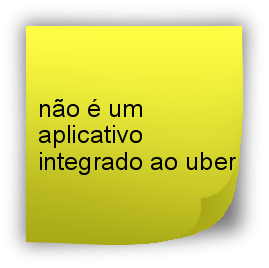 não é um
aplicativo
integrado ao uber